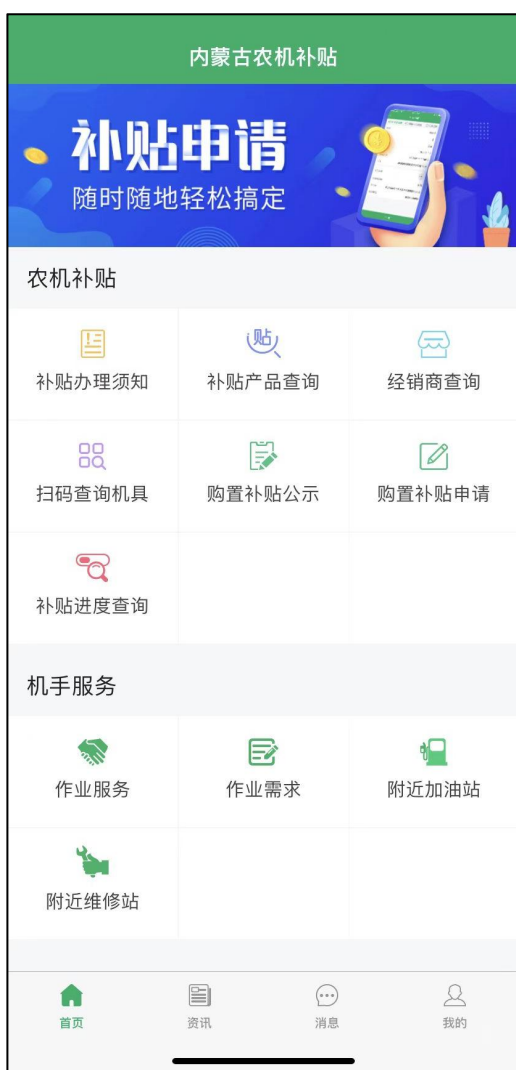 内蒙古农机补贴
补贴申请
随时随地轻松搞定
农机补贴
补贴办理须知
补贴产品查询
经销商查询
扫码查询机具
购置补贴公示
购置补贴申请
补贴进度查询
机手服务
作业服务
作业需求
附近加油站
附近维修站
首页
资讯
消息
我的